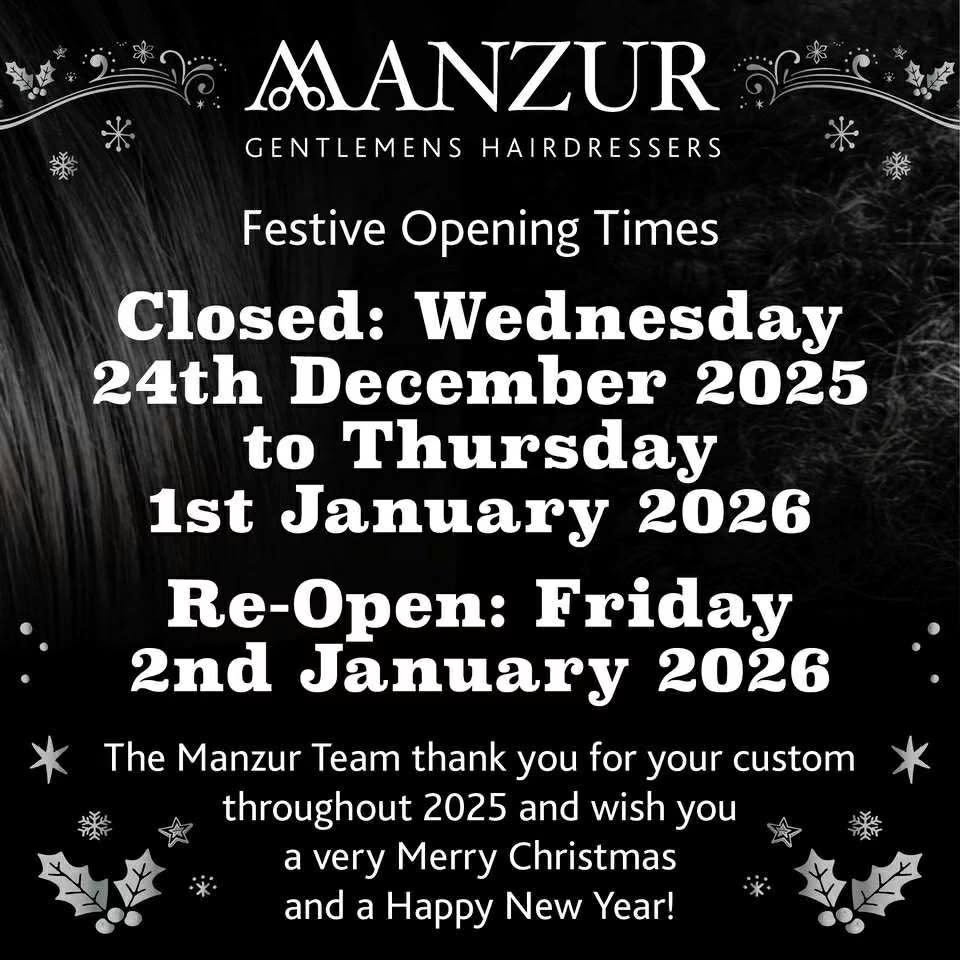 MANZUR
GENTLEMENS HAIRDRESSERS
Festive Opening Times
Closed: Wednesday
24th December 2025
to Thursday
1st January 2026
Re-Open: Friday
2nd January 2026
The Manzur Team thank you for your custom
throughout 2025 and wish you
a very Merry Christmas
and a Happy New Year!